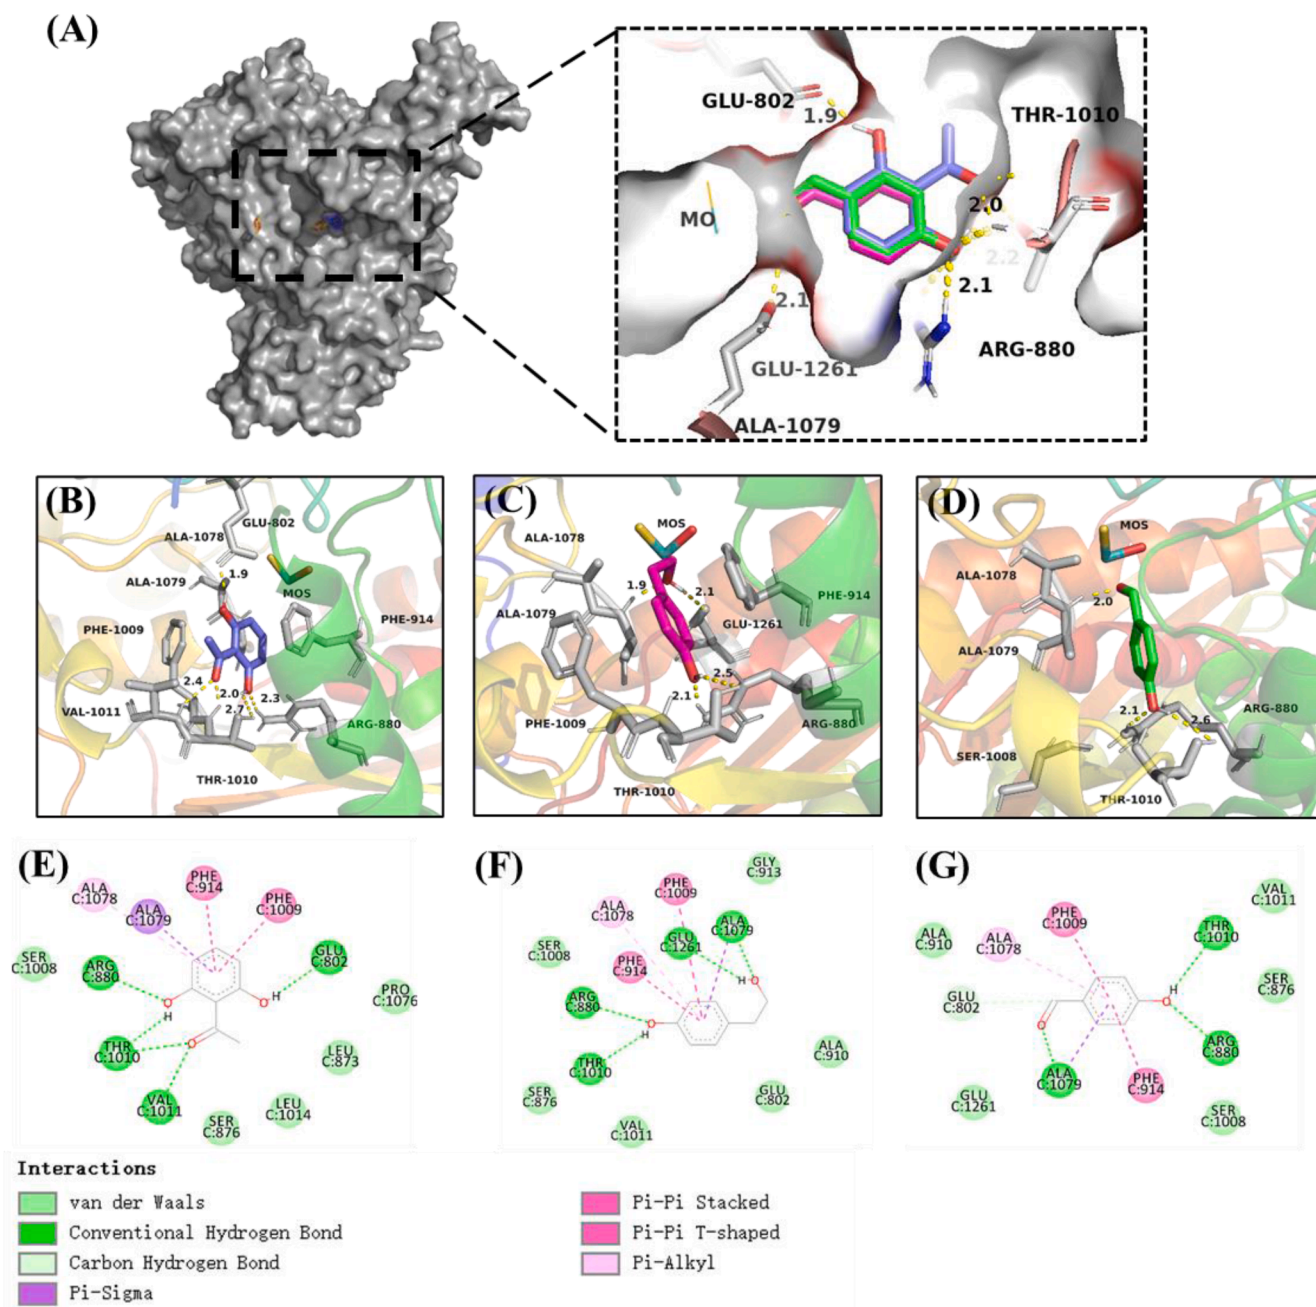 (A)
GLU-802
1.9
THR-1010
MO
2.0
2.2
2.1
2.1
ARG-880
GLU-1261
ALA-1079
(B)
GLU-802
ALA-1078
ALA-1079
1.9
MOS
PHE-1009
PHE-914
2.4
2.0
2.3
VAL-1011
ARG-880
THR-1010
(C)
MOS
ALA-1078
1.9
2.1
PHE-914
ALA-1079
GLU-1261
2.5
2.1
PHE-1009
ARG-880
THR-1010
(D)
MOS
ALA-1078
2.0
ALA-1079
2.1
2.6
ARG-880
SER-1008
THR-1010
(E)
PHE
C:914
ALA
C:1078
PHE
C:1009
ALA
C:1079
GLU
C:802
SER
C:1008
ARG
C:880
H
O
PRO
C:1076
O
H
THR
C:1010
O
LEU
C:873
VAL
C:1011
LEU
C:1014
SER
C:876
(F)
GLY
C:913
PHE
C:1009
ALA
C:1078
ALA
C:1079
GLU
C:1261
SER
C:1008
PHE
C:914
H
O
ARG
C:880
O
H
THR
C:1010
ALA
C:910
SER
C:876
GLU
C:802
VAL
C:1011
(G)
VAL
C:1011
PHE
C:1009
THR
C:1010
ALA
C:910
ALA
C:1078
SER
C:876
H
GLU
C:802
O
O
ARG
C:880
ALA
C:1079
PHE
C:914
GLU
C:1261
SER
C:1008
Interactions
van der Waals
Conventional Hydrogen Bond
Carbon Hydrogen Bond
Pi-Sigma
Pi-Pi Stacked
Pi-Pi T-shaped
Pi-Alkyl